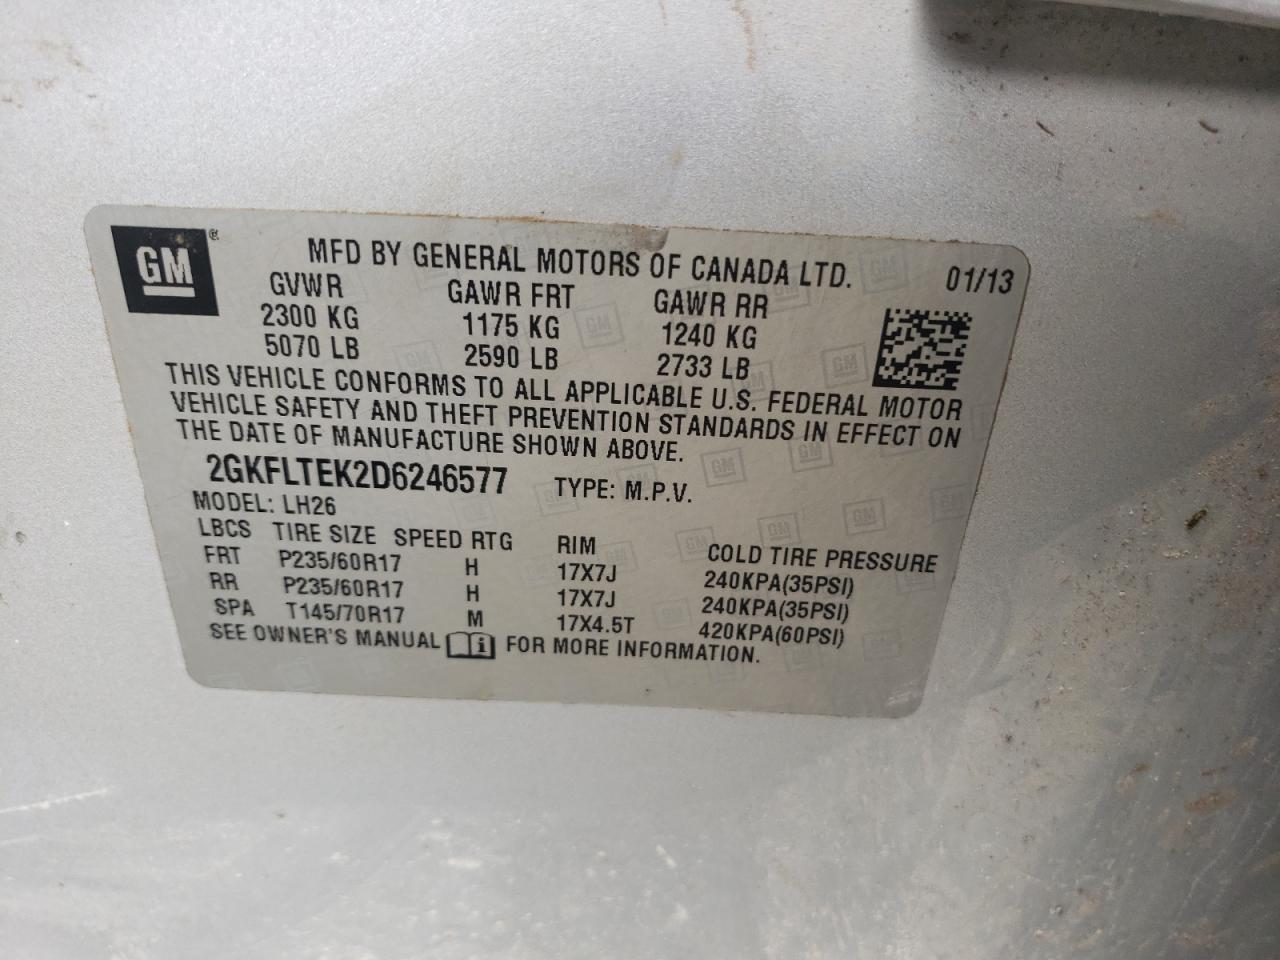 GM ®
MFD BY GENERAL MOTORS OF CANADA LTD. 01/13
GVWR GAWR FRT GAWR RR
2300 KG 1175 KG 1240 KG
5070 LB 2590 LB 2733 LB
THIS VEHICLE CONFORMS TO ALL APPLICABLE U.S. FEDERAL MOTOR
VEHICLE SAFETY AND THEFT PREVENTION STANDARDS IN EFFECT ON
THE DATE OF MANUFACTURE SHOWN ABOVE.
2GKFLTEK2D6246577 TYPE: M.P.V.
MODEL: LH26
LBCS TIRE SIZE SPEED RTG RIM COLD TIRE PRESSURE
FRT P235/60R17 H 17X7J 240KPA(35PSI)
RR P235/60R17 H 17X7J 240KPA(35PSI)
SPA T145/70R17 M 17X4.5T 420KPA(60PSI)
SEE OWNER'S MANUAL i FOR MORE INFORMATION.